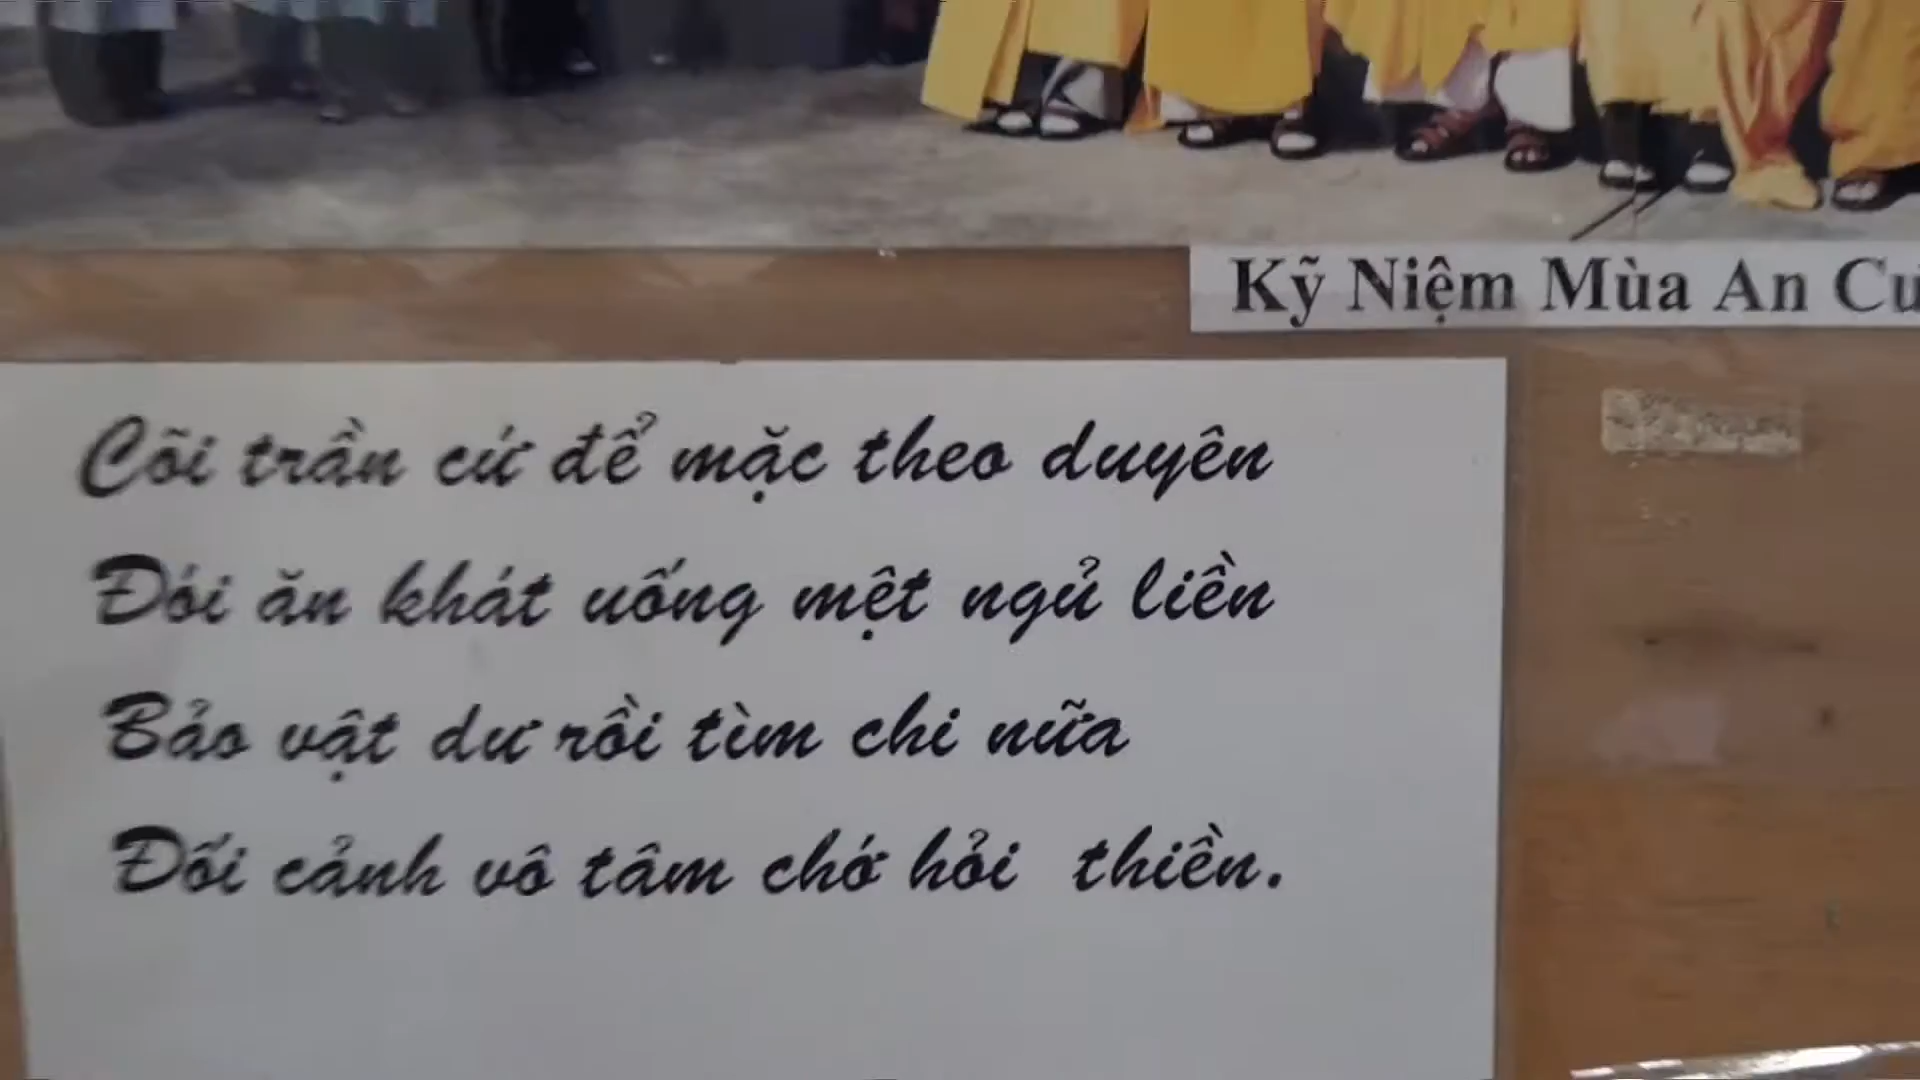 Kỹ Niệm Mùa An Cư
Cõi trần cứ để mặc theo duyên
Đói ăn khát uống mệt ngủ liền
Bảo vật dư rồi tìm chi nữa
Đối cảnh vô tâm chớ hỏi thiền.